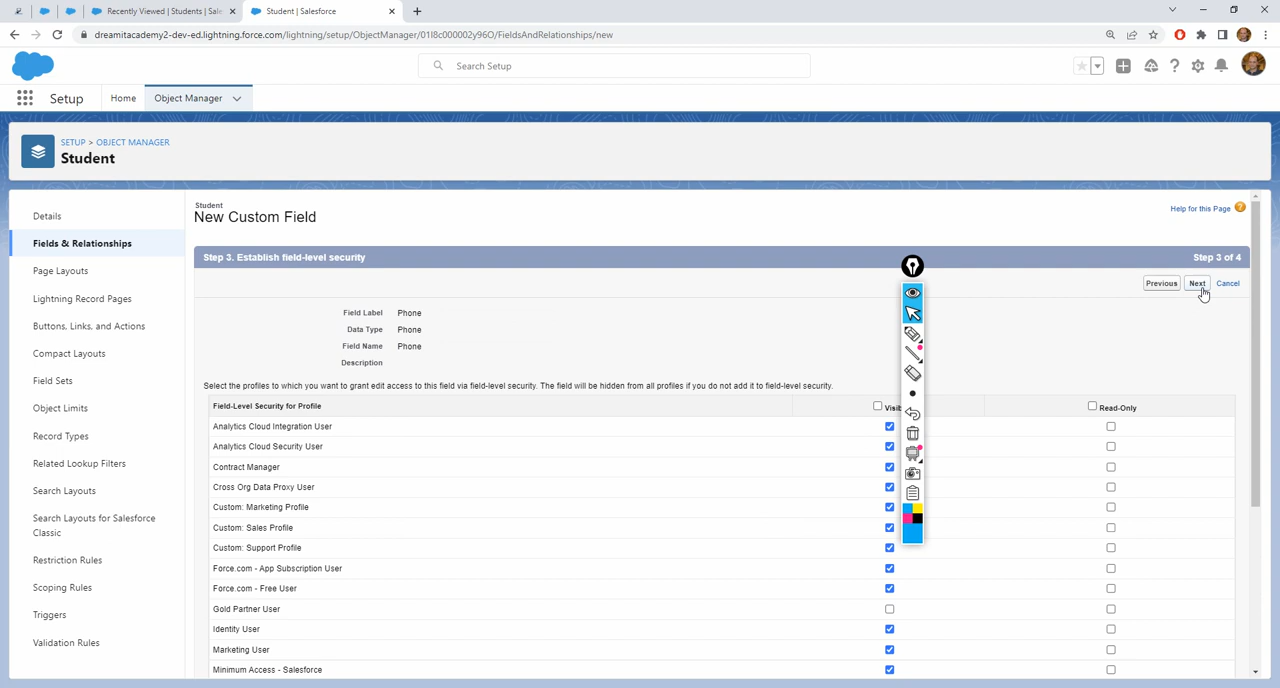 Recently Viewed | Students | Sale
Student | Salesforce
dreamitacademy2-dev-ed.lightning.force.com/lightning/setup/ObjectManager/01I8c000002y96O/FieldsAndRelationships/new
Search Setup
Setup
Home
Object Manager
SETUP > OBJECT MANAGER
Student
Details
Fields & Relationships
Page Layouts
Lightning Record Pages
Buttons, Links, and Actions
Compact Layouts
Field Sets
Object Limits
Record Types
Related Lookup Filters
Search Layouts
Search Layouts for Salesforce
Classic
Restriction Rules
Scoping Rules
Triggers
Validation Rules
Student
New Custom Field
Help for this Page
Step 3. Establish field-level security
Step 3 of 4
Previous
Next
Cancel
Field Label Phone
Data Type Phone
Field Name Phone
Description
Select the profiles to which you want to grant edit access to this field via field-level security. The field will be hidden from all profiles if you do not add it to field-level security.
Field-Level Security for Profile
Visib
Read-Only
Analytics Cloud Integration User
Analytics Cloud Security User
Contract Manager
Cross Org Data Proxy User
Custom: Marketing Profile
Custom: Sales Profile
Custom: Support Profile
Force.com - App Subscription User
Force.com - Free User
Gold Partner User
Identity User
Marketing User
Minimum Access - Salesforce